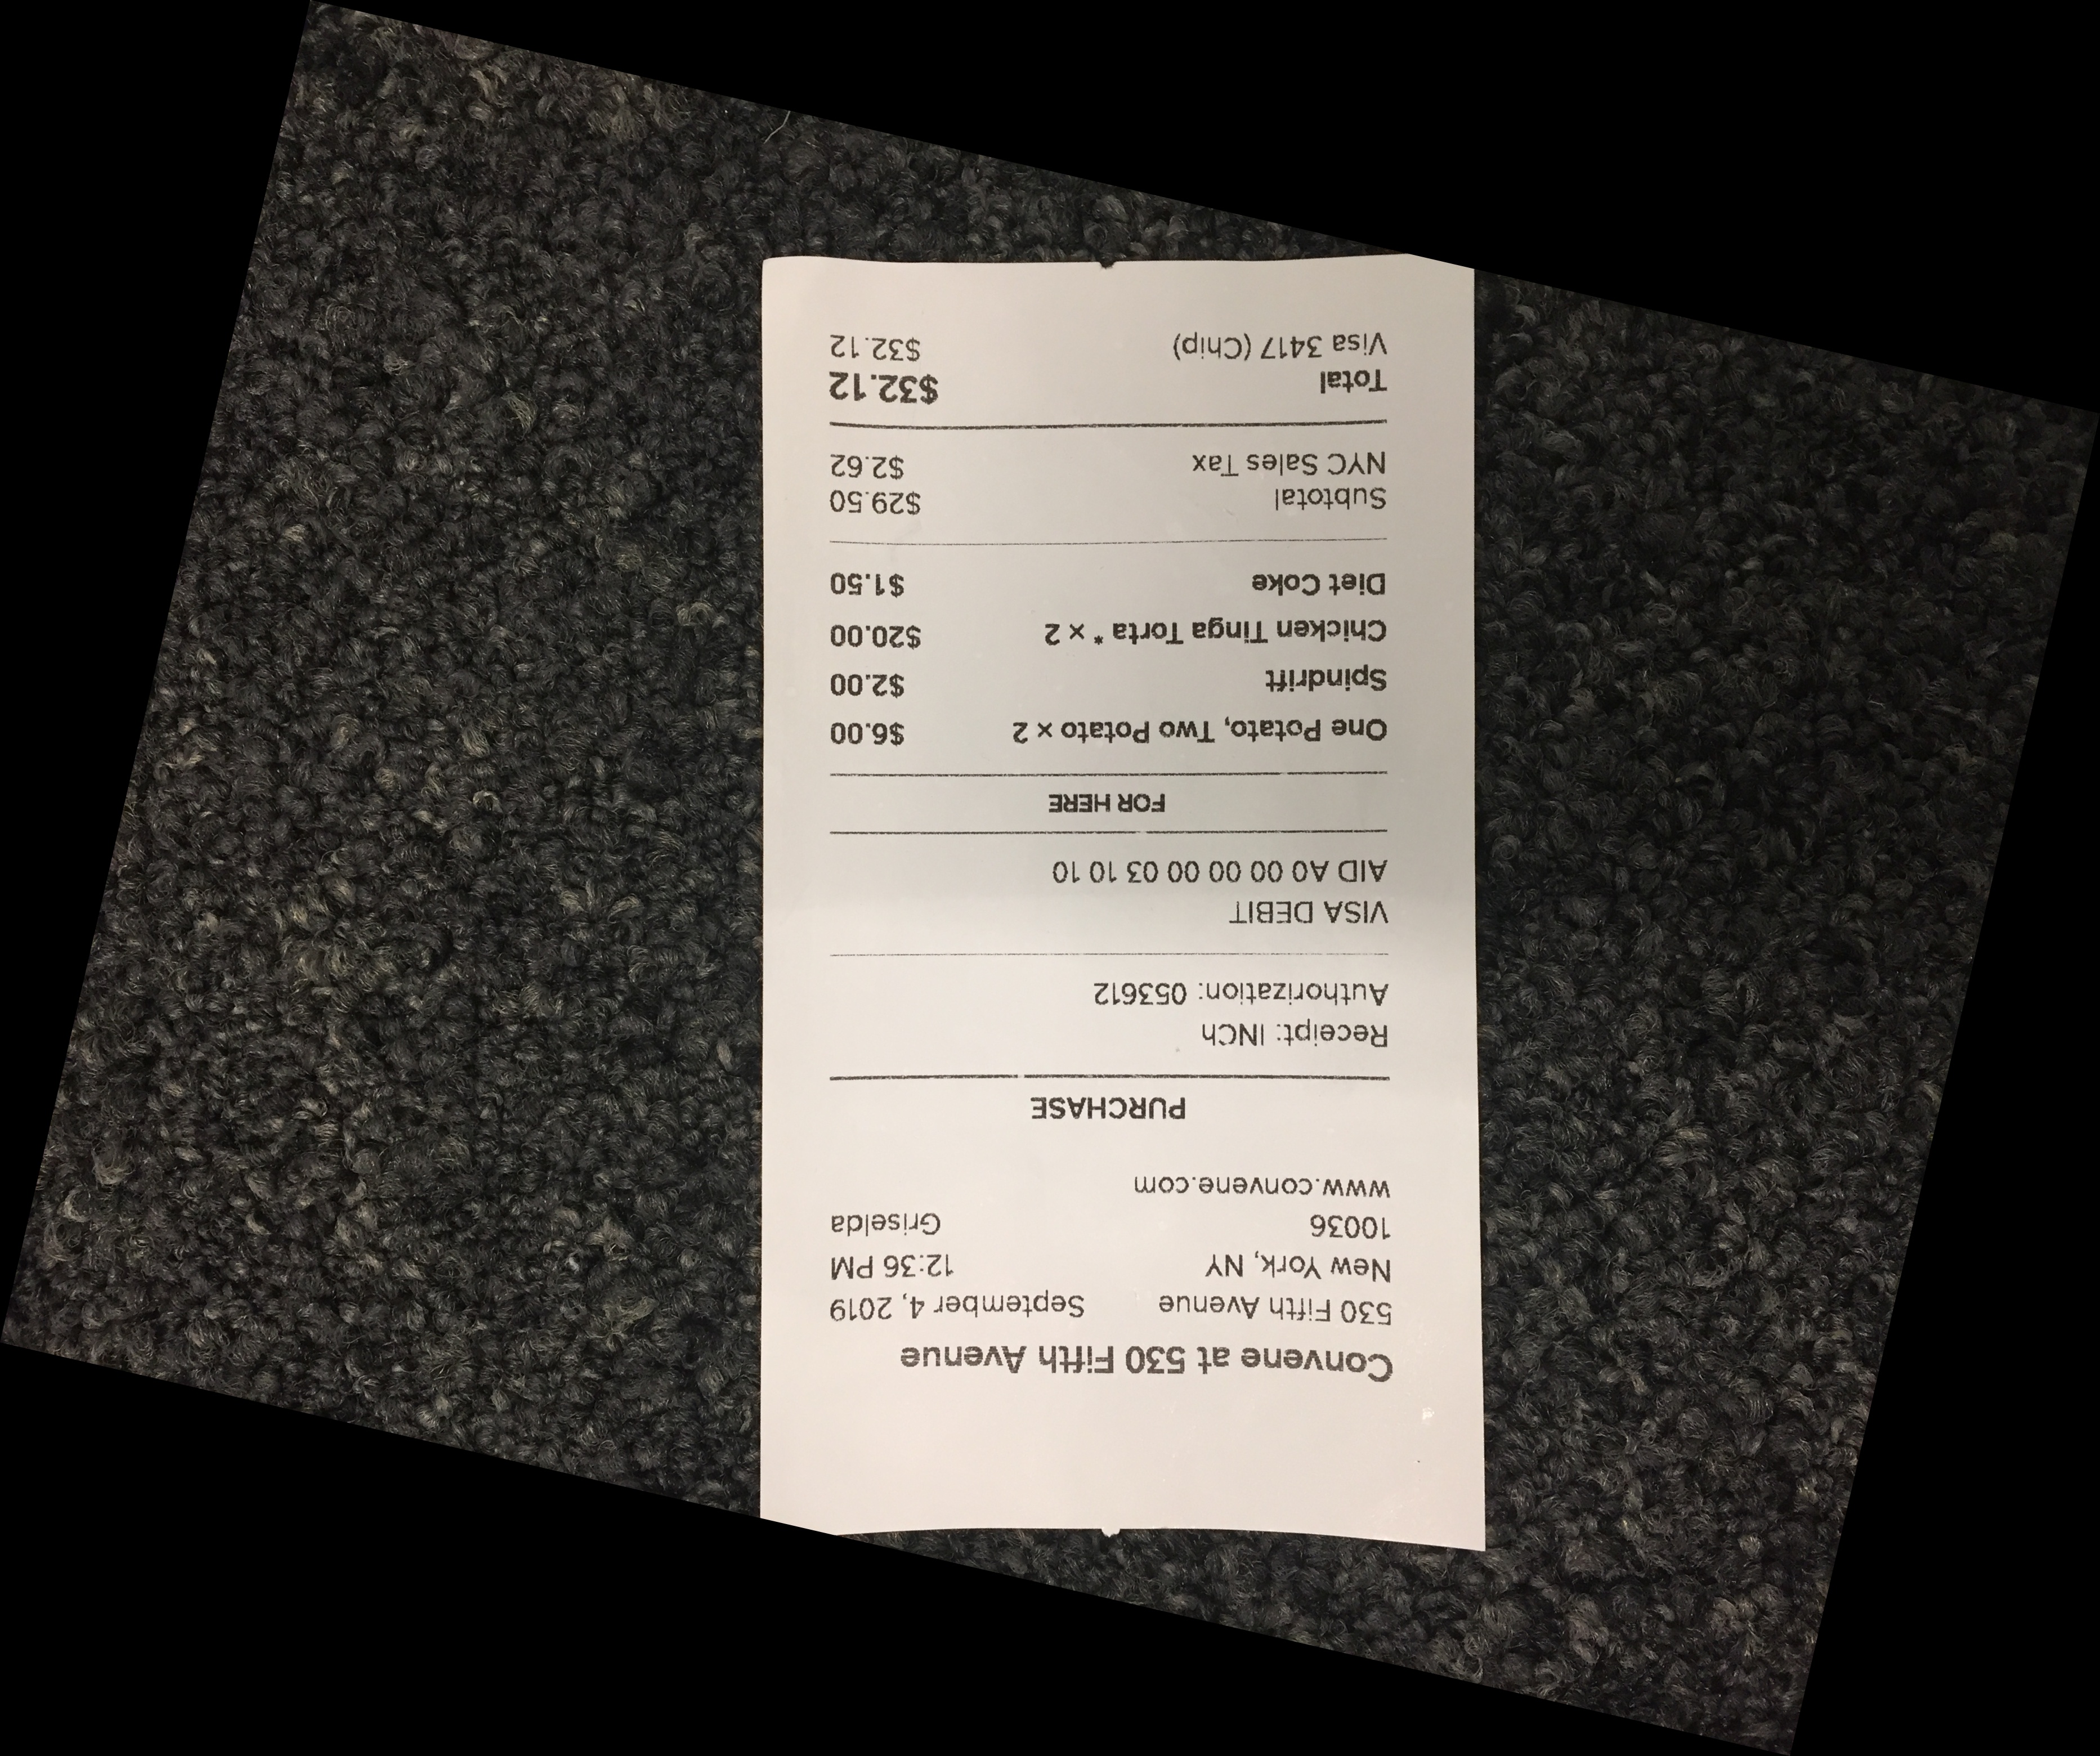 Convene at 530 Fifth Avenue
530 Fifth Avenue September 4, 2019
New York, NY 12:36 PM
10036 Griselda
www.convene.com
PURCHASE
Receipt: INCh
Authorization: 053612
VISA DEBIT
AID A0 00 00 00 03 10 10
FOR HERE
One Potato, Two Potato × 2 $6.00
Spindrift $2.00
Chicken Tinga Torta * × 2 $20.00
Diet Coke $1.50
Subtotal $29.50
NYC Sales Tax $2.62
Total $32.12
Visa 3417 (Chip) $32.12